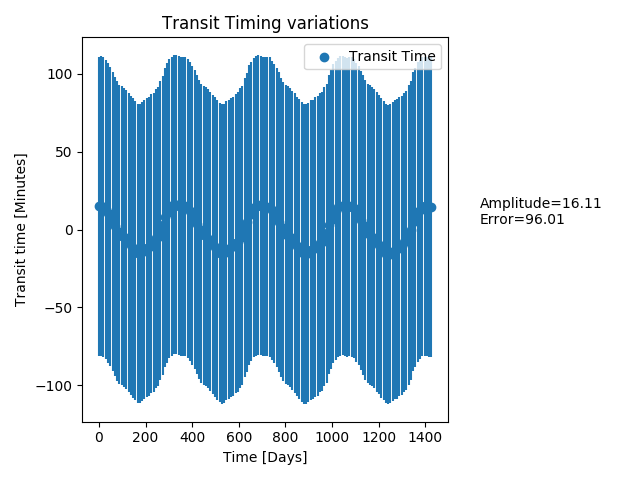 Transit Timing variations
Transit Time
100
50
0
−50
−100
Transit time [Minutes]
0 200 400 600 800 1000 1200 1400
Time [Days]
Amplitude=16.11
Error=96.01